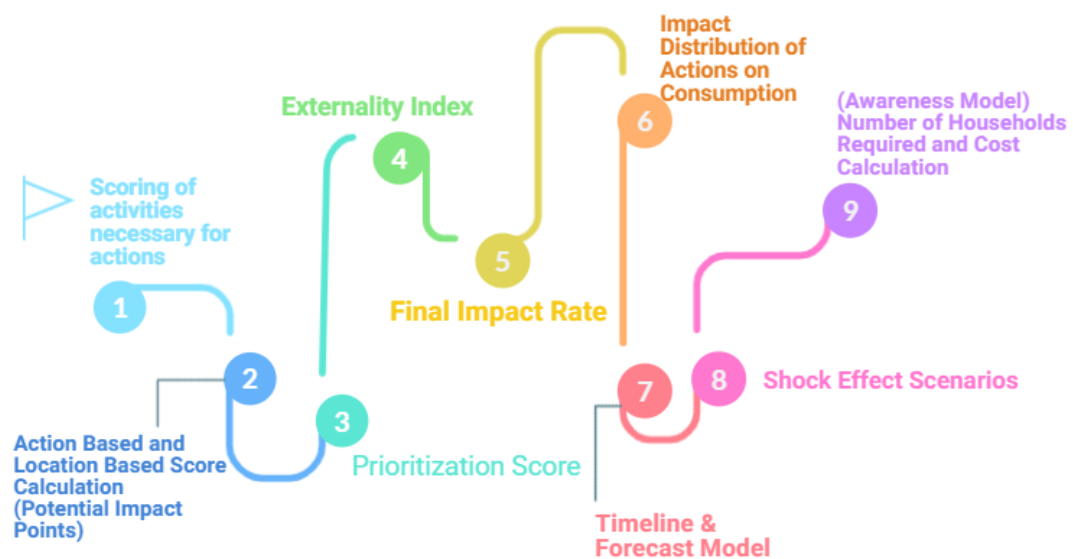 Scoring of
activities
necessary for
actions
1
2
Action Based and
Location Based Score
Calculation
(Potential Impact
Points)
3
Prioritization Score
Externality Index
4
5
Final Impact Rate
Impact
Distribution of
Actions on
Consumption
6
7
Timeline &
Forecast Model
8
Shock Effect Scenarios
(Awareness Model)
Number of Households
Required and Cost
Calculation
9